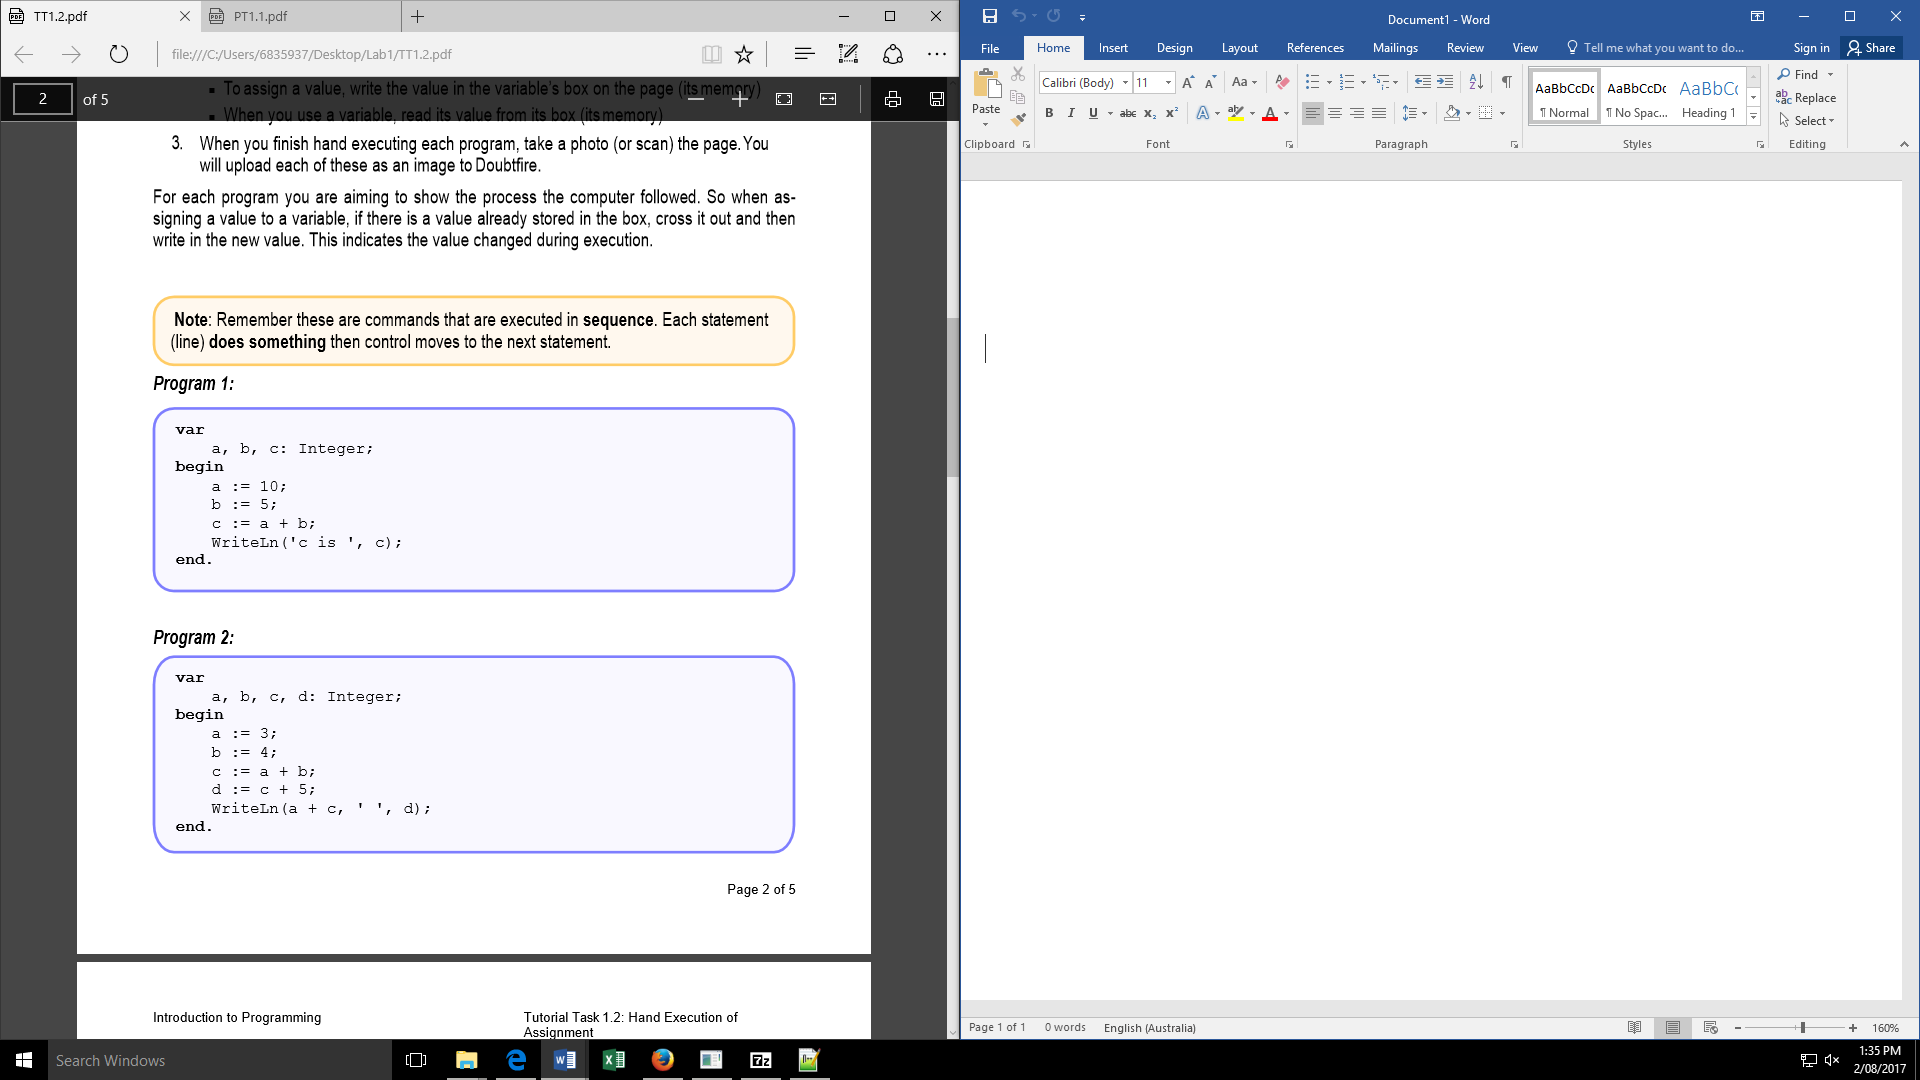 TT1.2.pdf
PT1.1.pdf
file:///C:/Users/6835937/Desktop/Lab1/TT1.2.pdf
2 of 5
▪ To assign a value, write the value in the variable's box on the page (its memory)
▪ When you use a variable, read its value from its box (its memory)
3. When you finish hand executing each program, take a photo (or scan) the page. You
will upload each of these as an image to Doubtfire.
For each program you are aiming to show the process the computer followed. So when as-
signing a value to a variable, if there is a value already stored in the box, cross it out and then
write in the new value. This indicates the value changed during execution.
Note: Remember these are commands that are executed in sequence. Each statement
(line) does something then control moves to the next statement.
Program 1:
var
a, b, c: Integer;
begin
a := 10;
b := 5;
c := a + b;
WriteLn('c is ', c);
end.
Program 2:
var
a, b, c, d: Integer;
begin
a := 3;
b := 4;
c := a + b;
d := c + 5;
WriteLn(a + c, ' ', d);
end.
Page 2 of 5
Introduction to Programming
Tutorial Task 1.2: Hand Execution of
Assignment
Document1 - Word
File Home Insert Design Layout References Mailings Review View Tell me what you want to do... Sign in Share
Paste
Calibri (Body) 11
Aa
B I U abc x₂ x²
AaBbCcDc AaBbCcDc AaBbCc
¶ Normal ¶ No Spac... Heading 1
Find
Replace
Select
Clipboard Font Paragraph Styles Editing
Page 1 of 1 0 words English (Australia) 160%
Search Windows
1:35 PM
2/08/2017